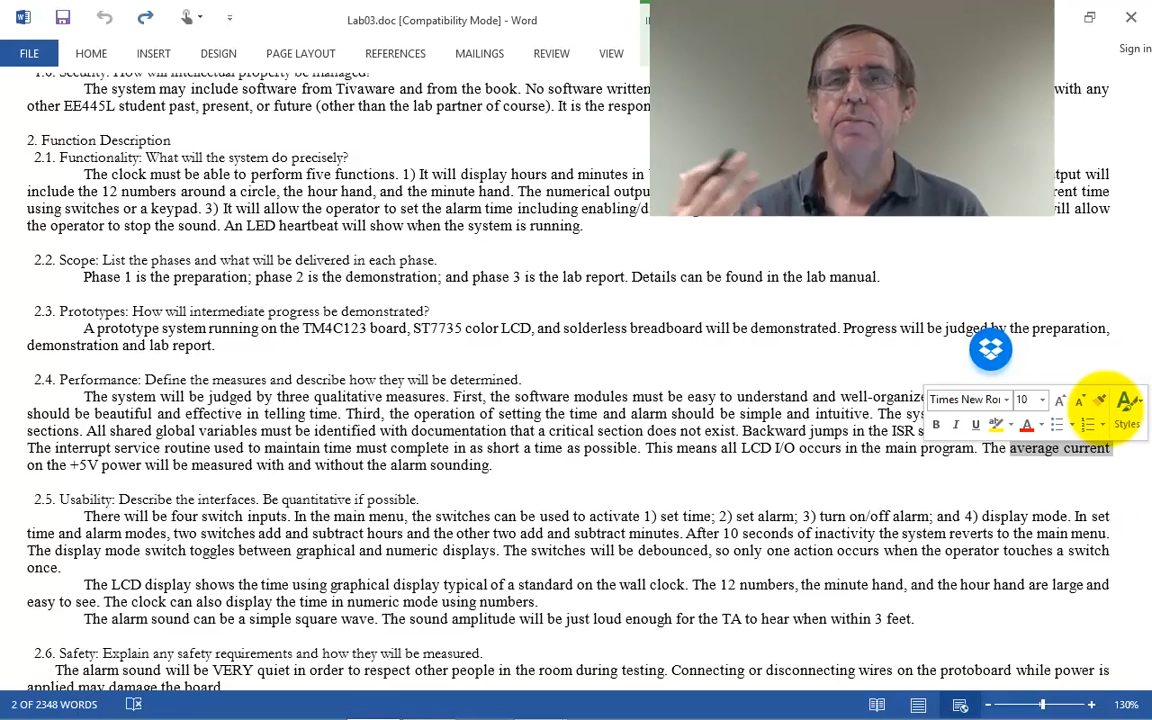 Lab03.doc [Compatibility Mode] - Word
Sign in
FILE HOME INSERT DESIGN PAGE LAYOUT REFERENCES MAILINGS REVIEW VIEW
1.6. Security: How will intellectual property be managed?
The system may include software from Tivaware and from the book. No software written with any
other EE445L student past, present, or future (other than the lab partner of course). It is the
2. Function Description
2.1. Functionality: What will the system do precisely?
The clock must be able to perform five functions. 1) It will display hours and minutes in will
include the 12 numbers around a circle, the hour hand, and the minute hand. The numerical time
using switches or a keypad. 3) It will allow the operator to set the alarm time including will allow
the operator to stop the sound. An LED heartbeat will show when the system is running.
2.2. Scope: List the phases and what will be delivered in each phase.
Phase 1 is the preparation; phase 2 is the demonstration; and phase 3 is the lab report. Details can be found in the lab manual.
2.3. Prototypes: How will intermediate progress be demonstrated?
A prototype system running on the TM4C123 board, ST7735 color LCD, and solderless breadboard will be demonstrated. Progress will be judged by the preparation,
demonstration and lab report.
2.4. Performance: Define the measures and describe how they will be determined.
The system will be judged by three qualitative measures. First, the software modules must be easy to understand and
should be beautiful and effective in telling time. Third, the operation of setting the time and alarm should be simple and intuitive. The
sections. All shared global variables must be identified with documentation that a critical section does not exist. Backward jumps in the ISR
The interrupt service routine used to maintain time must complete in as short a time as possible. This means all LCD I/O occurs in the main program. The average current
on the +5V power will be measured with and without the alarm sounding.
Times New 10
B I U Styles
2.5. Usability: Describe the interfaces. Be quantitative if possible.
There will be four switch inputs. In the main menu, the switches can be used to activate 1) set time; 2) set alarm; 3) turn on/off alarm; and 4) display mode. In set
time and alarm modes, two switches add and subtract hours and the other two add and subtract minutes. After 10 seconds of inactivity the system reverts to the main menu.
The display mode switch toggles between graphical and numeric displays. The switches will be debounced, so only one action occurs when the operator touches a switch
once.
The LCD display shows the time using graphical display typical of a standard on the wall clock. The 12 numbers, the minute hand, and the hour hand are large and
easy to see. The clock can also display the time in numeric mode using numbers.
The alarm sound can be a simple square wave. The sound amplitude will be just loud enough for the TA to hear when within 3 feet.
2.6. Safety: Explain any safety requirements and how they will be measured.
The alarm sound will be VERY quiet in order to respect other people in the room during testing. Connecting or disconnecting wires on the protoboard while power is
applied may damage the board.
2 OF 2348 WORDS
130%